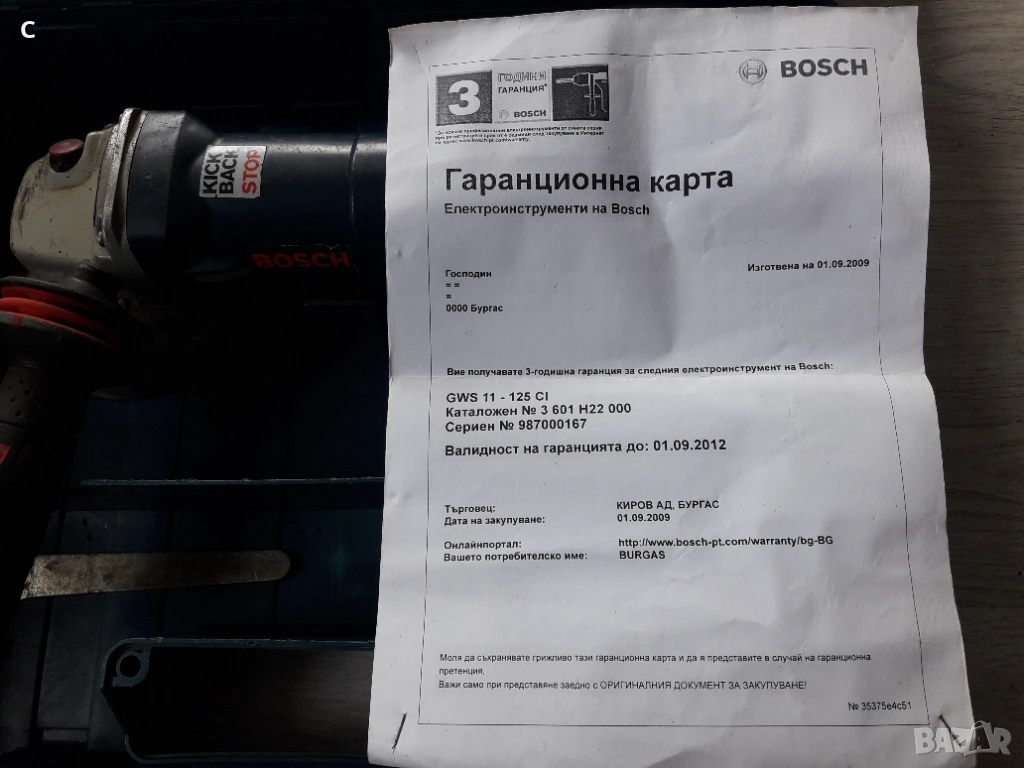 C
KICK
BACK
STOP
BOSCH
3
ГОДИНИ
ГАРАНЦИЯ*
BOSCH
BOSCH
Гаранционна карта
Електроинструменти на Bosch
Господин
= =
=
0000 Бургас
Изготвена на 01.09.2009
Вие получавате 3-годишна гаранция за следния електроинструмент на Bosch:
GWS 11 - 125 CI
Каталожен № 3 601 H22 000
Сериен № 987000167
Валидност на гаранцията до: 01.09.2012
Търговец: КИРОВ АД, БУРГАС
Дата на закупуване: 01.09.2009
Онлайнпортал: http://www.bosch-pt.com/warranty/bg-BG
Вашето потребителско име: BURGAS
Моля да съхранявате грижливо тази гаранционна карта и да я представите в случай на гаранционна
претенция.
Важи само при представяне заедно с ОРИГИНАЛНИЯ ДОКУМЕНТ ЗА ЗАКУПУВАНЕ!
№ 35375e4c51
BAZAR